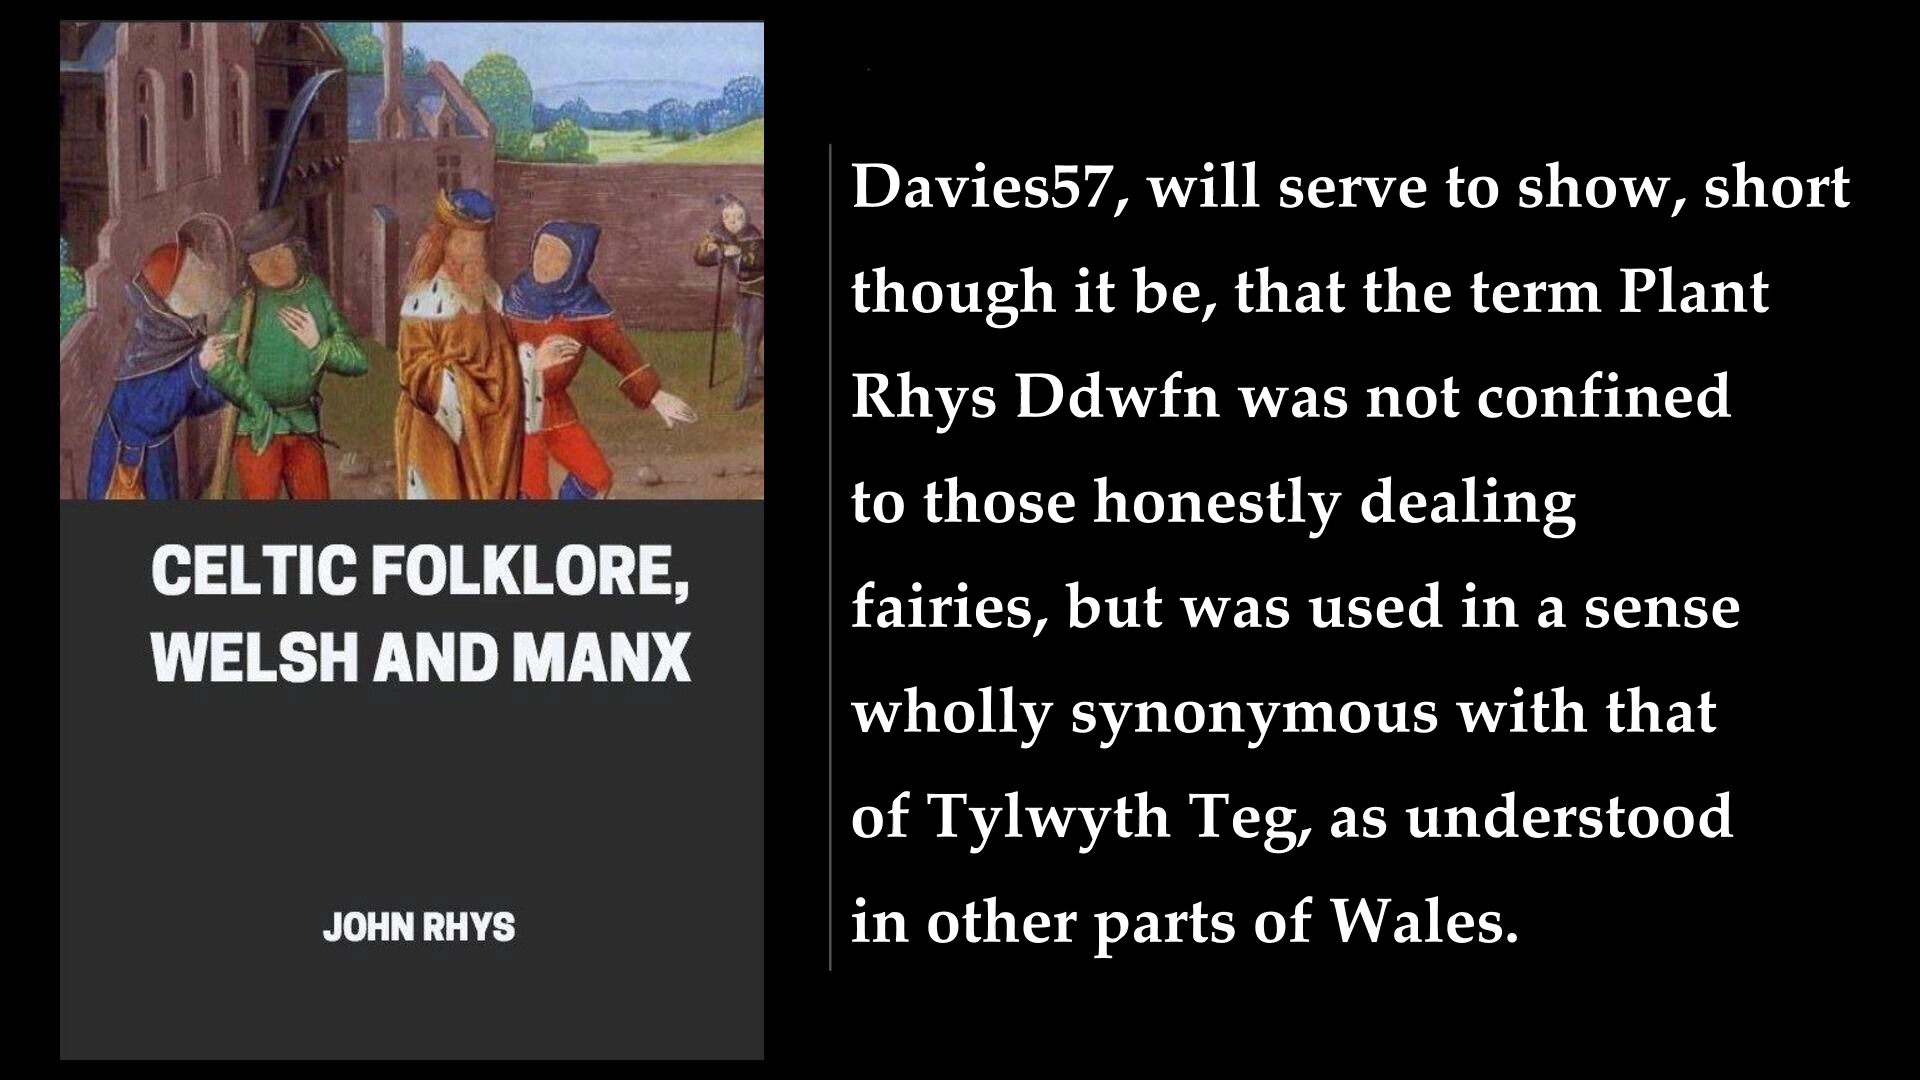 CELTIC FOLKLORE,
WELSH AND MANX
JOHN RHYS
Davies57, will serve to show, short
though it be, that the term Plant
Rhys Ddwfn was not confined
to those honestly dealing
fairies, but was used in a sense
wholly synonymous with that
of Tylwyth Teg, as understood
in other parts of Wales.